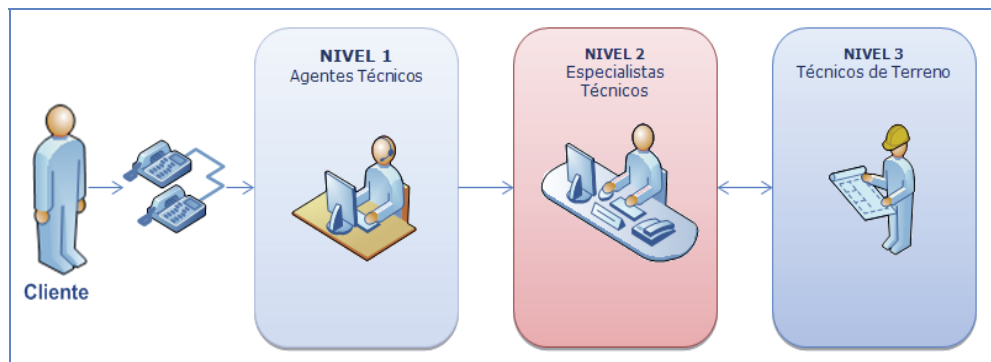 NIVEL 1
Agentes Técnicos
NIVEL 2
Especialistas
Técnicos
NIVEL 3
Técnicos de Terreno
Cliente